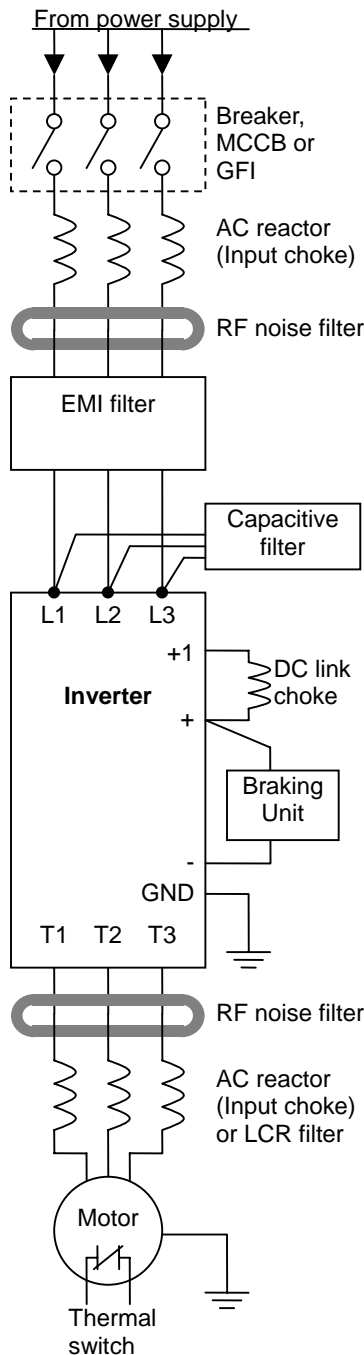 From power supply
Breaker,
MCCB or
GFI
AC reactor
(Input choke)
RF noise filter
EMI filter
Capacitive
filter
L1 L2 L3
+1
DC link
choke
Inverter
+
Braking
Unit
-
GND
T1 T2 T3
RF noise filter
AC reactor
(Input choke)
or LCR filter
Motor
Thermal
switch